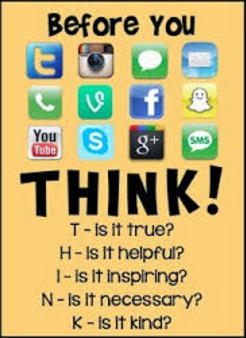 Before You
You
Tube
g+
SMS
THINK!
T - is it true?
H - is it helpful?
I - is it inspiring?
N - is it necessary?
K - is it kind?